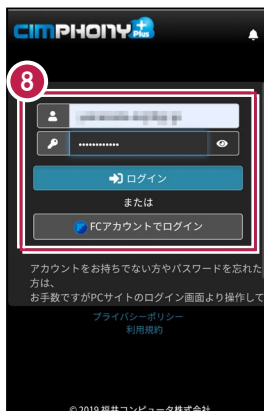 CIMPHONY Plus
8
••••••••••••
ログイン
または
FCアカウントでログイン
アカウントをお持ちでない方やパスワードを忘れた
方は、
お手数ですがPCサイトのログイン画面より操作して
プライバシーポリシー
利用規約
© 2019 福井コンピュータ株式会社